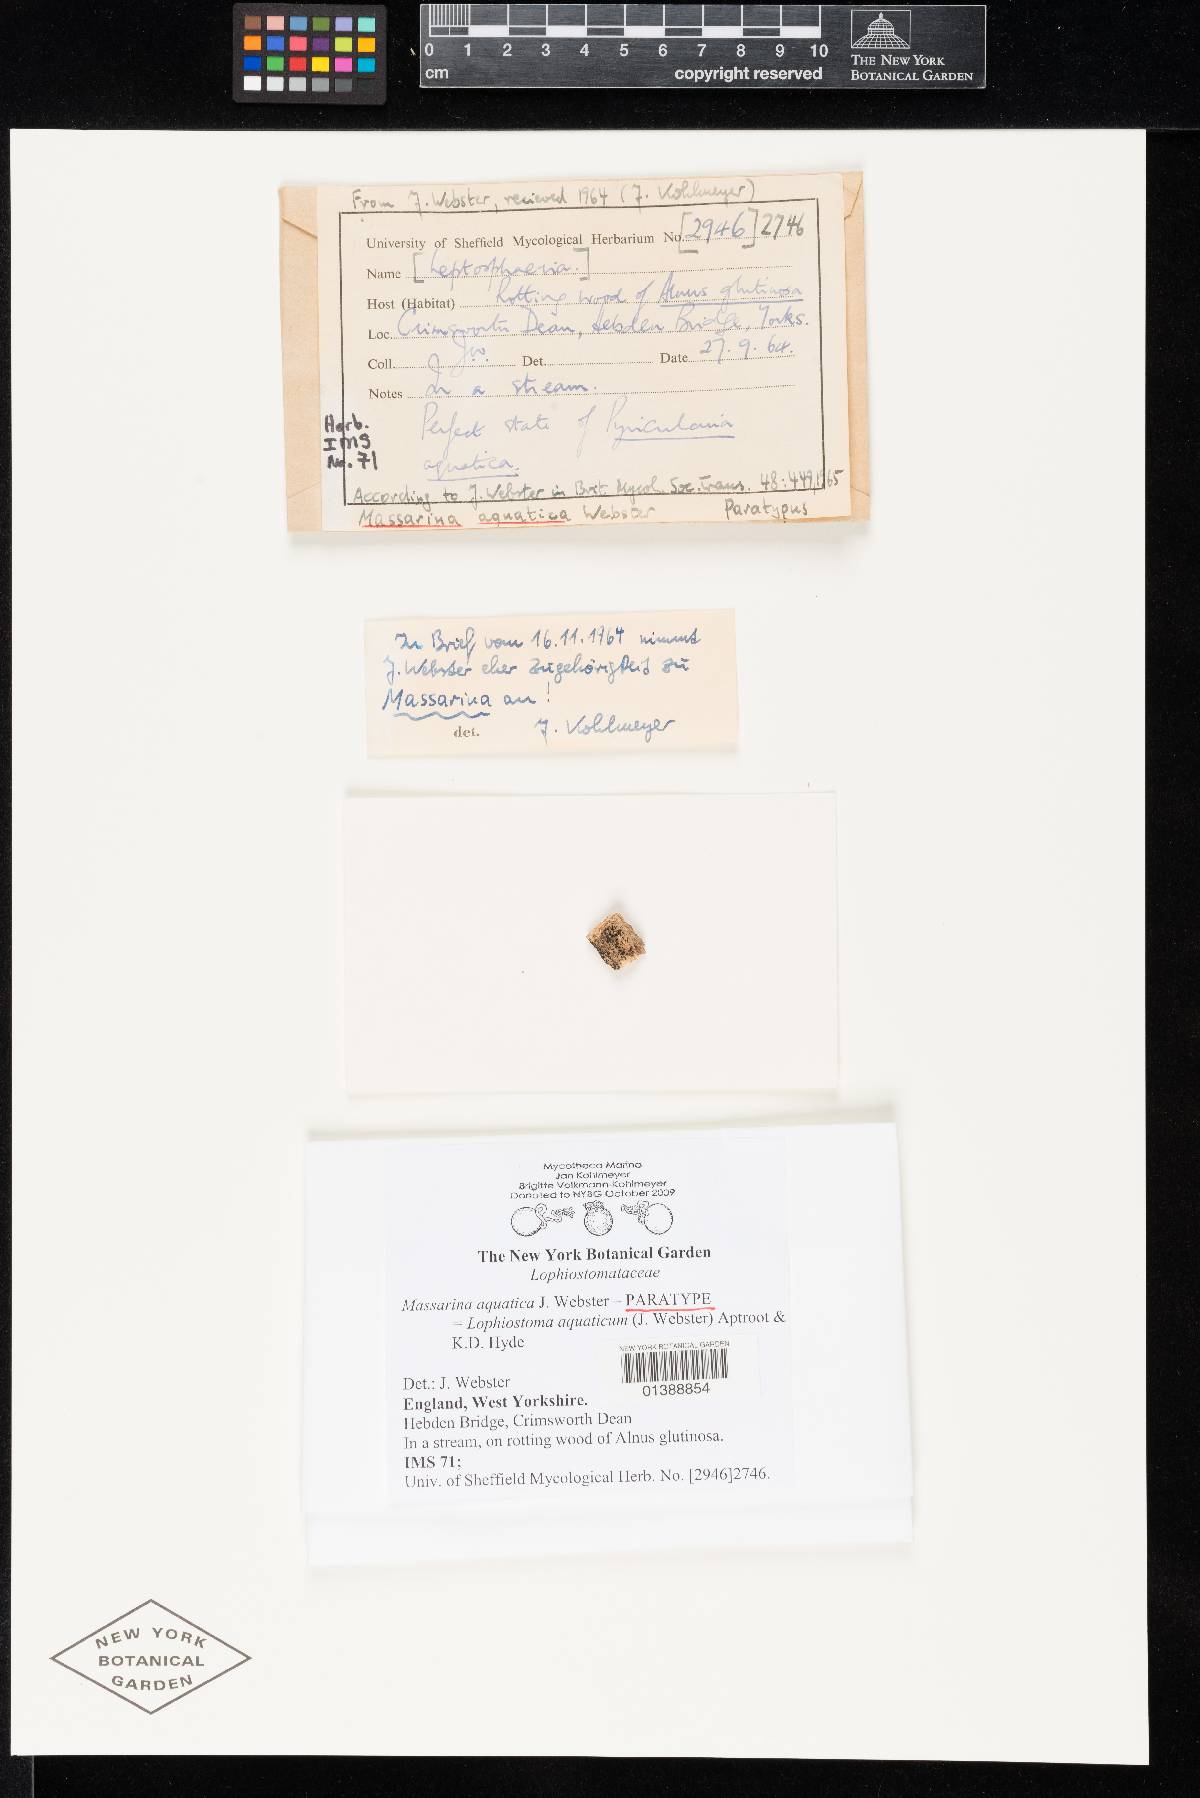 0 1 2 3 4 5 6 7 8 9 10
cm copyright reserved
THE NEW YORK
BOTANICAL GARDEN
From J. Webster, recieved 1964 (J. Kohlmeyer)
University of Sheffield Mycological Herbarium No. [2946] 2746
Name [Leptosphaeria.]
Host (Habitat) Rotting wood of Alnus glutinosa
Loc. Crimsworth Dean, Hebden Bridge, Yorks.
Coll. JW. Det. Date 27.9.64.
Notes In a stream.
Perfect state of Pyricularia
aquatica.
Herb.
IMS
No. 71
According to J. Webster in Brit. Mycol. Soc. Trans. 48: 449, 1965
Massarina aquatica Webster Paratypus
In Brief vom 16.11.1964 nimmt
J. Webster eher Zugehörigkeit zu
Massarina an!
det. J. Kohlmeyer
Mycotheca Marina
Jan Kohlmeyer
Brigitte Volkmann-Kohlmeyer
Donated to NYBG October 2009
The New York Botanical Garden
Lophiostomataceae
Massarina aquatica J. Webster – PARATYPE
= Lophiostoma aquaticum (J. Webster) Aptroot &
K.D. Hyde
NEW YORK BOTANICAL GARDEN
01388854
Det.: J. Webster
England, West Yorkshire.
Hebden Bridge, Crimsworth Dean
In a stream, on rotting wood of Alnus glutinosa.
IMS 71;
Univ. of Sheffield Mycological Herb. No. [2946]2746.
NEW YORK
BOTANICAL
GARDEN